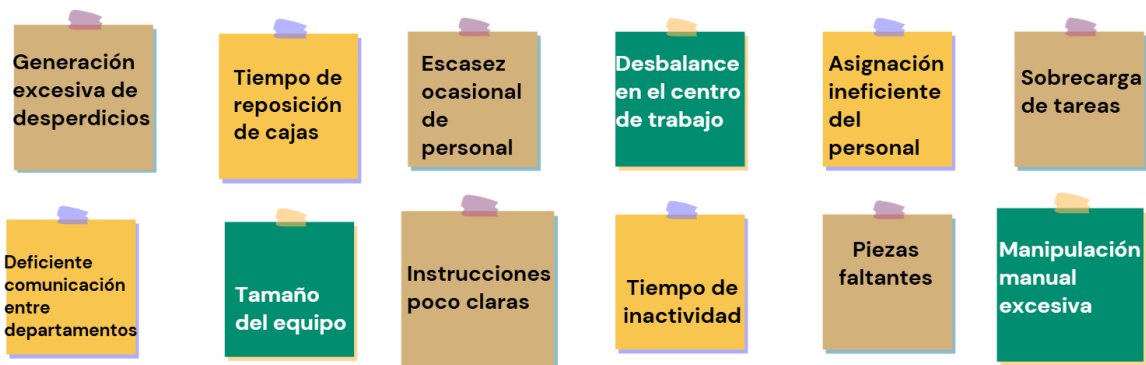 Generación
excesiva de
desperdicios
Tiempo de
reposición
de cajas
Escasez
ocasional
de
personal
Desbalance
en el centro
de trabajo
Asignación
ineficiente
del
personal
Sobrecarga
de tareas
Deficiente
comunicación
entre
departamentos
Tamaño
del equipo
Instrucciones
poco claras
Tiempo de
inactividad
Piezas
faltantes
Manipulación
manual
excesiva